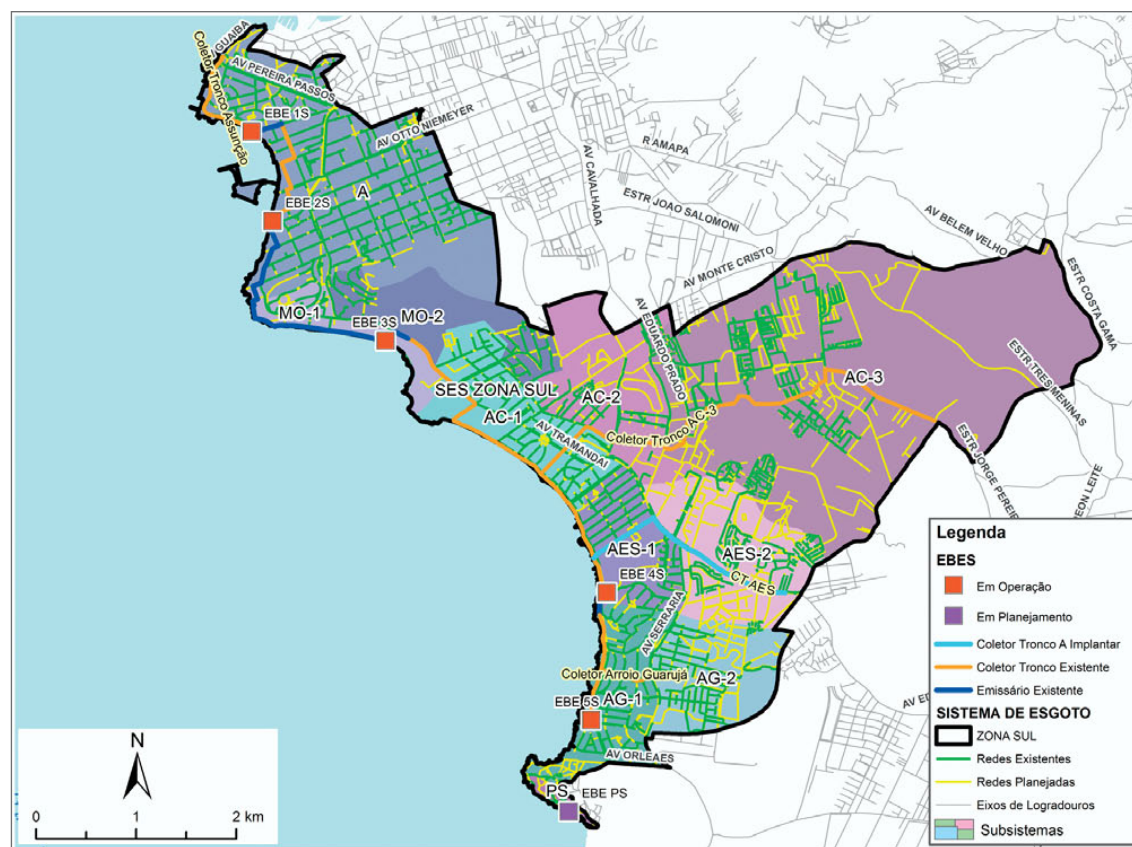 AV GUAIBA
Coletor Tronco Assunção
AV PEREIRA PASSOS
EBE 1S
AV OTTO NIEMEYER
A
EBE 2S
R AMAPA
AV CAVALHADA
ESTR JOAO SALOMONI
AV BELEM VELHO
AV MONTE CRISTO
ESTR COSTA GAMA
MO-1
EBE 3S
MO-2
AV EDUARDO PRADO
ESTR TRES MENINAS
SES ZONA SUL
AC-1
AC-2
AC-3
Coletor Tronco AC-3
AV TRAMANDAI
ESTR JORGE PEREI
EON LEITE
AES-1
AES-2
CT AES
EBE 4S
AV SERRARIA
Coletor Arroio Guarujá
AG-2
EBE 5S
AG-1
AV ORLEAES
PS
EBE PS
N
0 1 2 km
Legenda
EBES
Em Operação
Em Planejamento
Coletor Tronco A Implantar
Coletor Tronco Existente
Emissário Existente
SISTEMA DE ESGOTO
ZONA SUL
Redes Existentes
Redes Planejadas
Eixos de Logradouros
Subsistemas